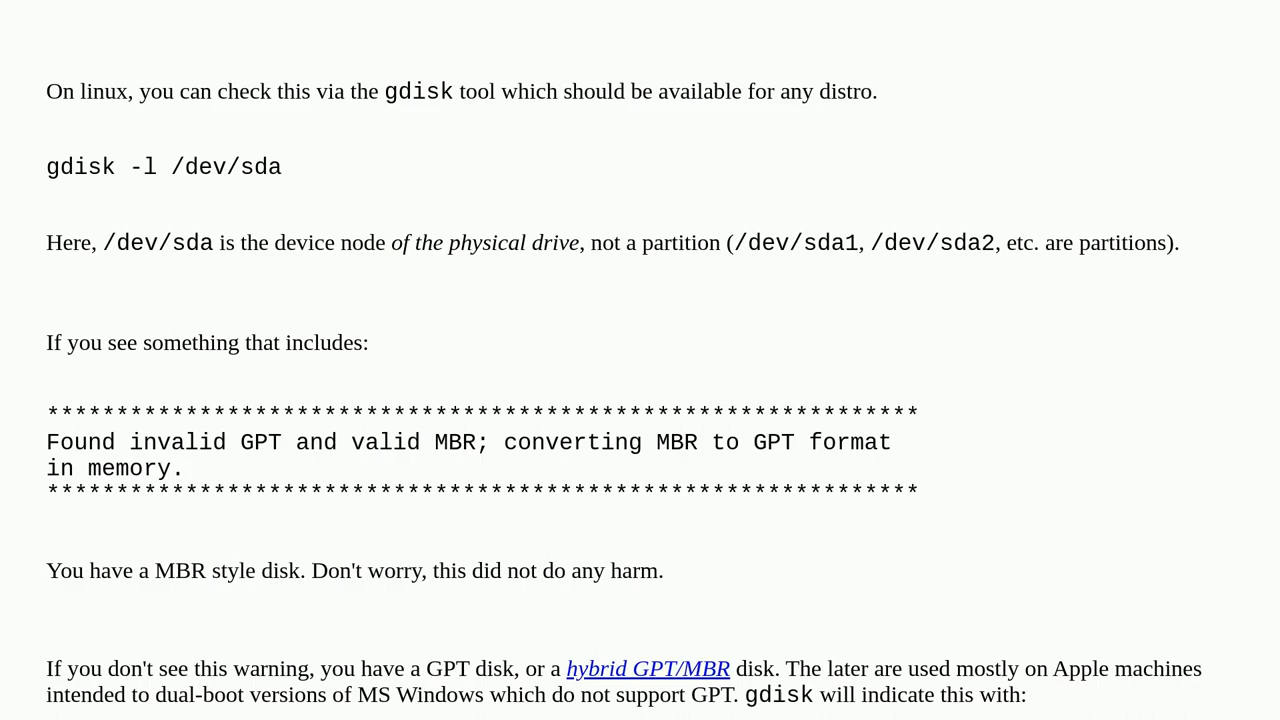 On linux, you can check this via the gdisk tool which should be available for any distro.
gdisk -l /dev/sda
Here, /dev/sda is the device node of the physical drive, not a partition (/dev/sda1, /dev/sda2, etc. are partitions).
If you see something that includes:
***************************************************************
Found invalid GPT and valid MBR; converting MBR to GPT format
in memory.
***************************************************************
You have a MBR style disk. Don't worry, this did not do any harm.
If you don't see this warning, you have a GPT disk, or a hybrid GPT/MBR disk. The later are used mostly on Apple machines
intended to dual-boot versions of MS Windows which do not support GPT. gdisk will indicate this with: